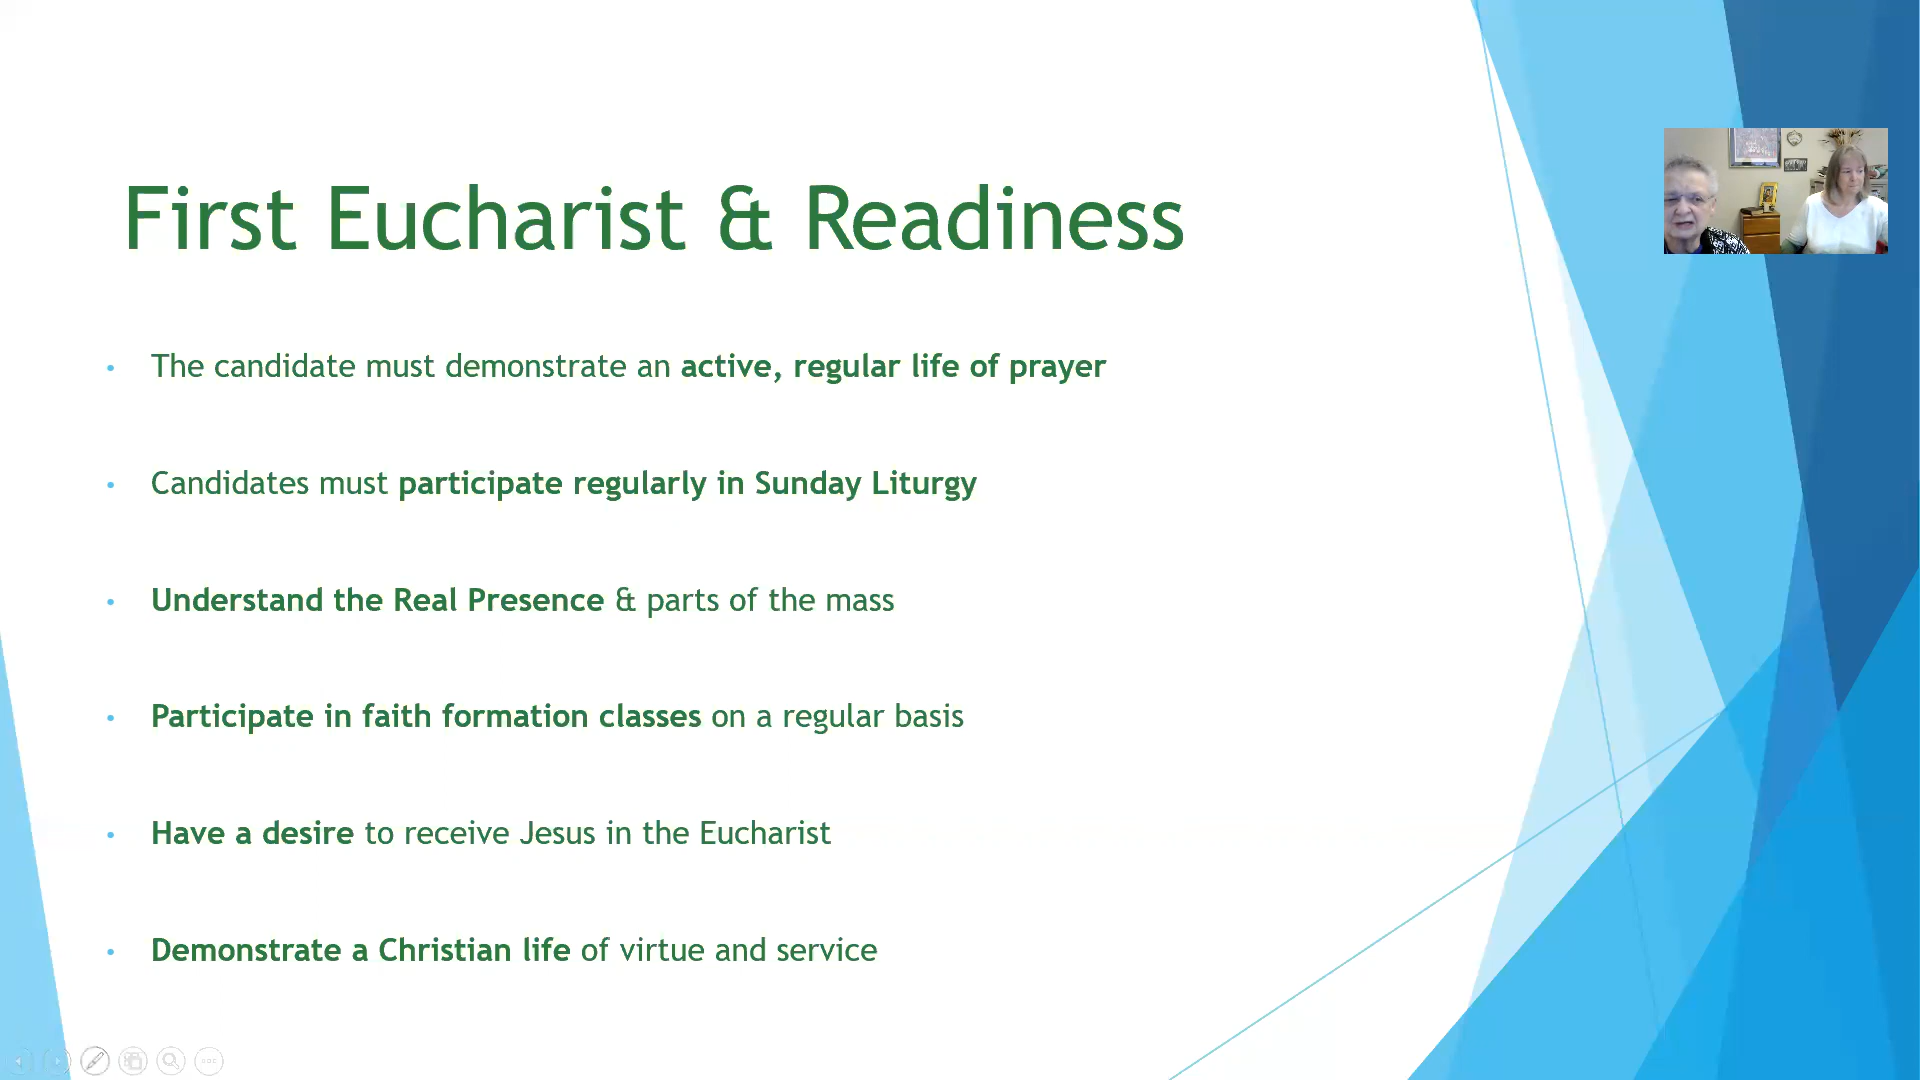 First Eucharist & Readiness
• The candidate must demonstrate an active, regular life of prayer
• Candidates must participate regularly in Sunday Liturgy
• Understand the Real Presence & parts of the mass
• Participate in faith formation classes on a regular basis
• Have a desire to receive Jesus in the Eucharist
• Demonstrate a Christian life of virtue and service